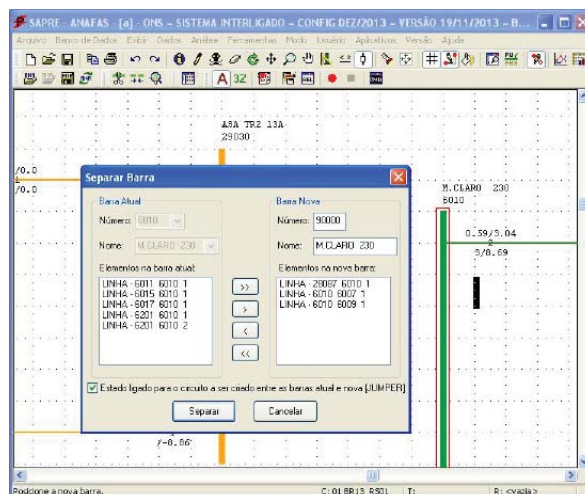 SAPRE - ANAFAS - [a] - ONS - SISTEMA INTERLIGADO - CONFIG DEZ/2013 - VERSÃO 19/11/2013 - B...
Arquivo Banco de Dados Exibir Dados Análise Ferramentas Modo Usuário Aplicativos Versão Ajuda
A 3Z
ASA TR2 13A
29030
/0.0
1
/0.0
Separar Barra
Barra Atual
Barra Nova
Número: 6010
Número: 90000
Nome: M.CLARO 230
Nome: M.CLARO 230
Elementos na barra atual:
Elementos na nova barra:
LINHA - 6011 6010 1
LINHA - 6015 6010 1
LINHA - 6017 6010 1
LINHA - 6201 6010 1
LINHA - 6201 6010 2
>>
>
<
<<
LINHA - 28087 6010 1
LINHA - 6010 6007 1
LINHA - 6010 6009 1
Estado ligado para o circuito a ser criado entre as barras atual e nova [JUMPER]
Separar
Cancelar
M.CLARO 230
6010
0.59/3.04
2
3/8.69
/-8.86
Posicione a nova barra.
C: 01 BR13 RS01
T:
R: <vazia>